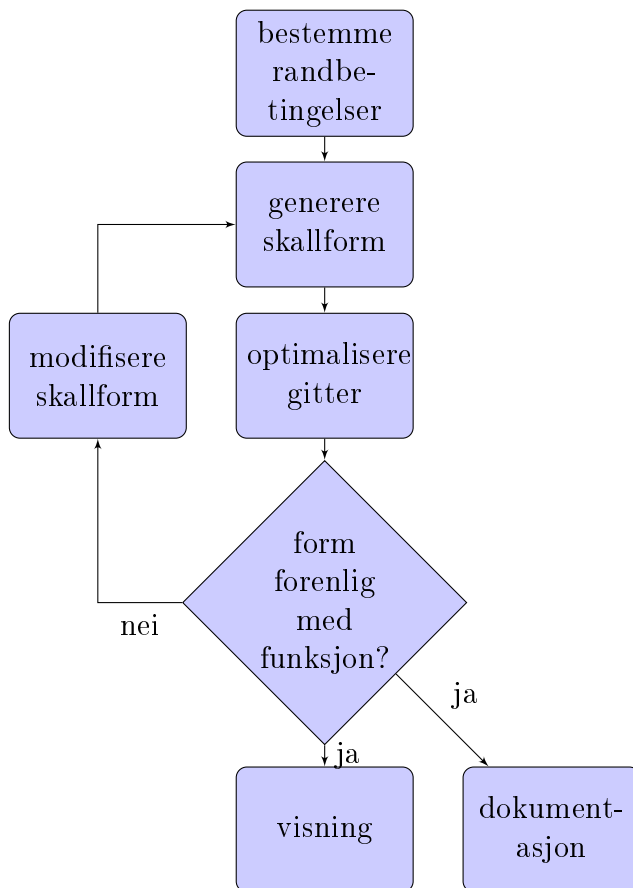 bestemme
randbe-
tingelser
generere
skallform
modifisere
skallform
optimalisere
gitter
form
forenlig
med
funksjon?
nei
ja
ja
visning
dokument-
asjon